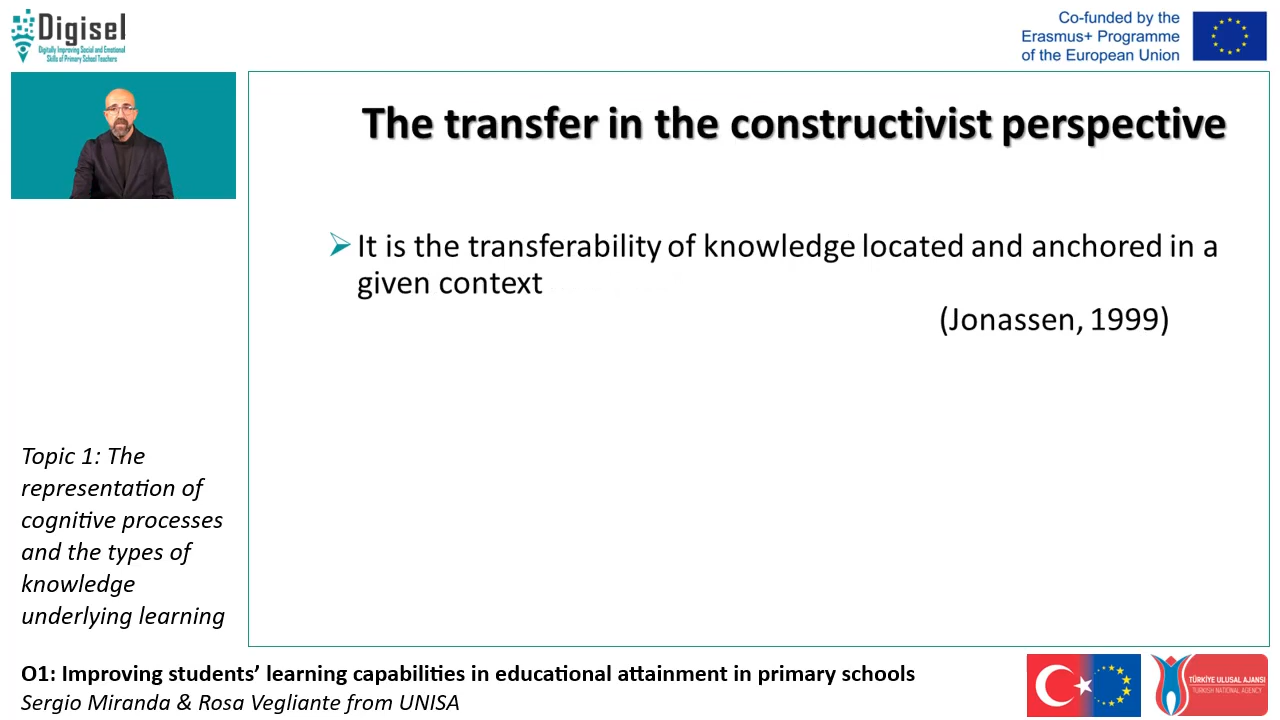 Digisel
Digitally Improving Social and Emotional
Skills of Primary School Teachers
Co-funded by the
Erasmus+ Programme
of the European Union
The transfer in the constructivist perspective
It is the transferability of knowledge located and anchored in a
given context
(Jonassen, 1999)
Topic 1: The
representation of
cognitive processes
and the types of
knowledge
underlying learning
O1: Improving students’ learning capabilities in educational attainment in primary schools
Sergio Miranda & Rosa Vegliante from UNISA
TÜRKİYE ULUSAL AJANSI
TURKISH NATIONAL AGENCY